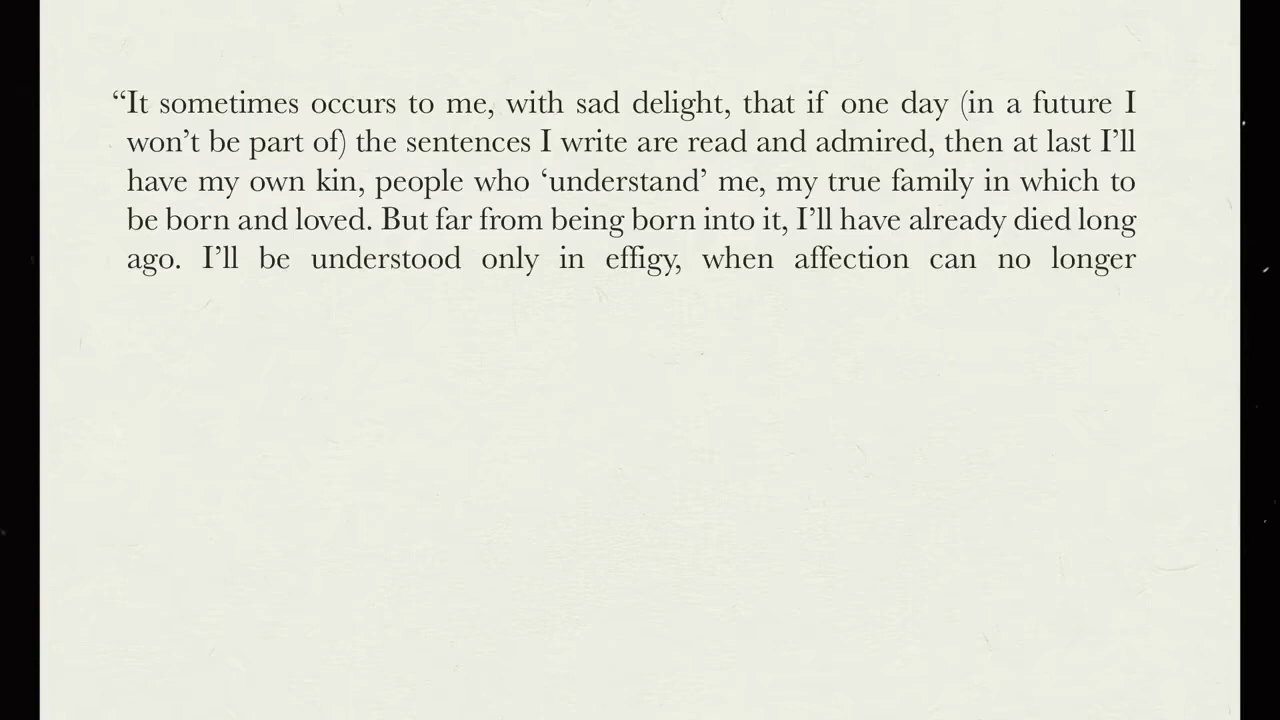 “It sometimes occurs to me, with sad delight, that if one day (in a future I
won’t be part of) the sentences I write are read and admired, then at last I’ll
have my own kin, people who ‘understand’ me, my true family in which to
be born and loved. But far from being born into it, I’ll have already died long
ago. I’ll be understood only in effigy, when affection can no longer